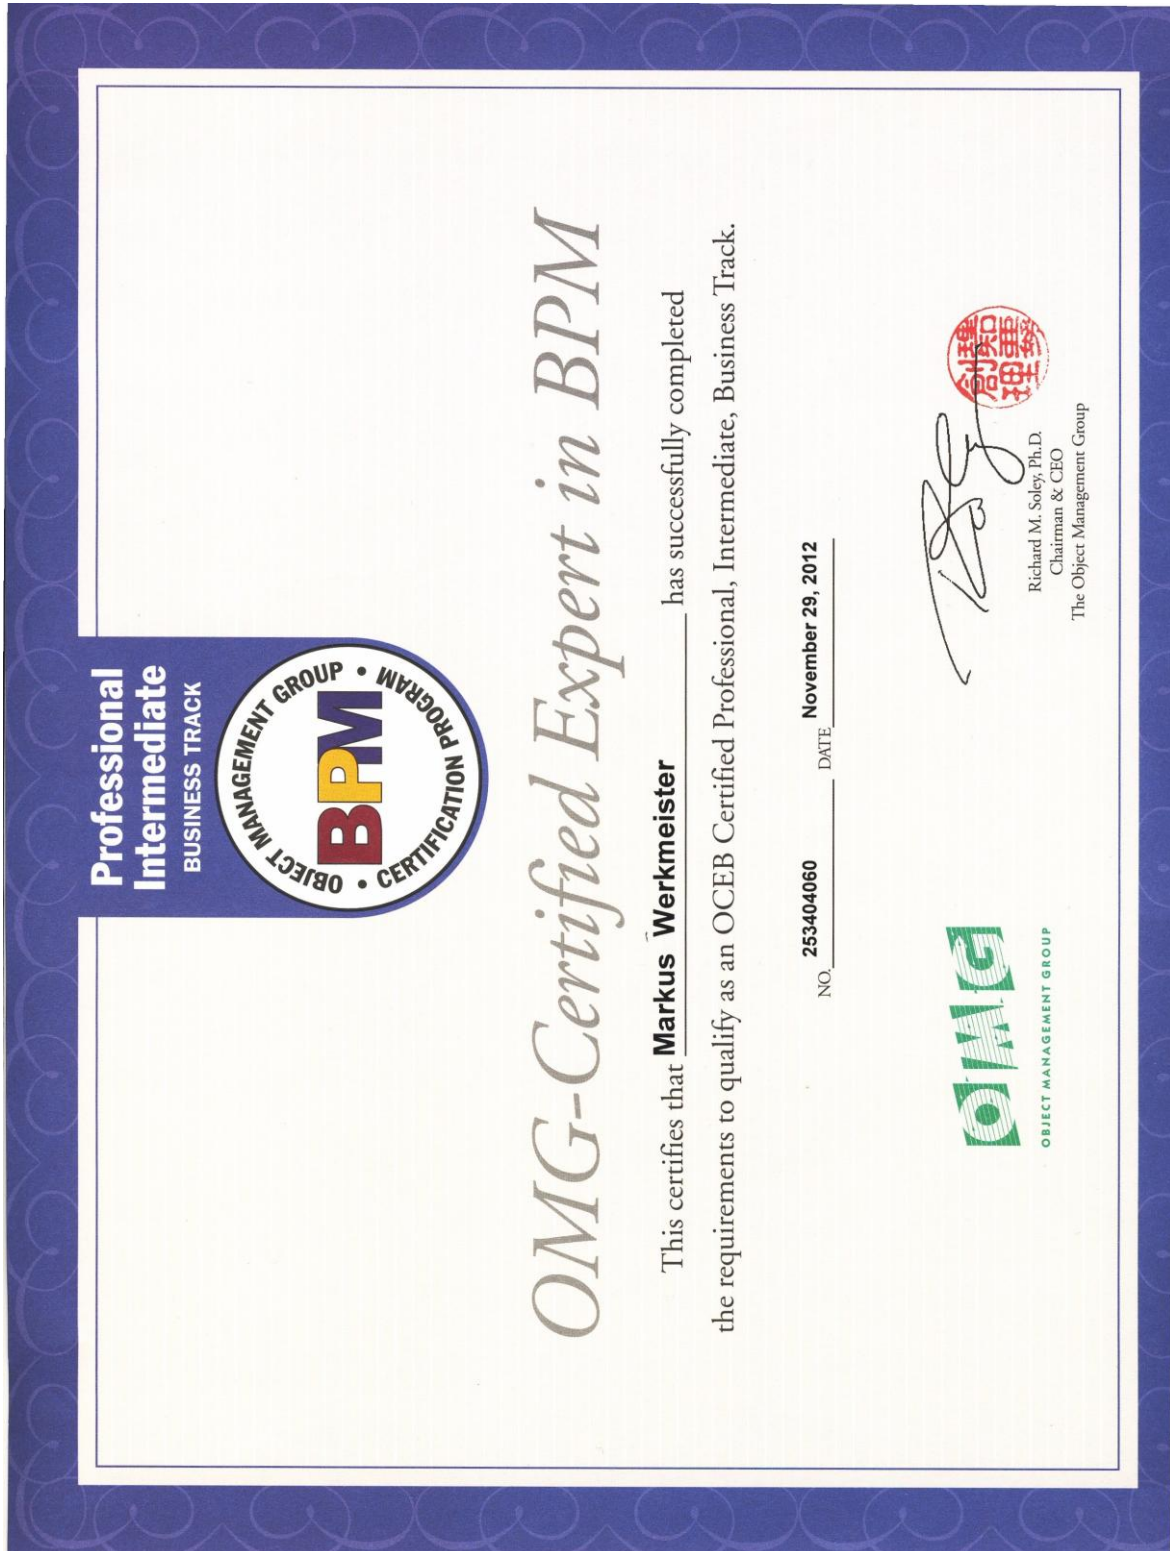 Professional
Intermediate
BUSINESS TRACK
OBJECT MANAGEMENT GROUP •
BPM
CERTIFICATION PROGRAM •
OMG-Certified Expert in BPM
This certifies that Markus Werkmeister has successfully completed
the requirements to qualify as an OCEB Certified Professional, Intermediate, Business Track.
NO. 253404060 DATE November 29, 2012
OMG
OBJECT MANAGEMENT GROUP
Richard M. Soley, Ph.D.
Chairman & CEO
The Object Management Group